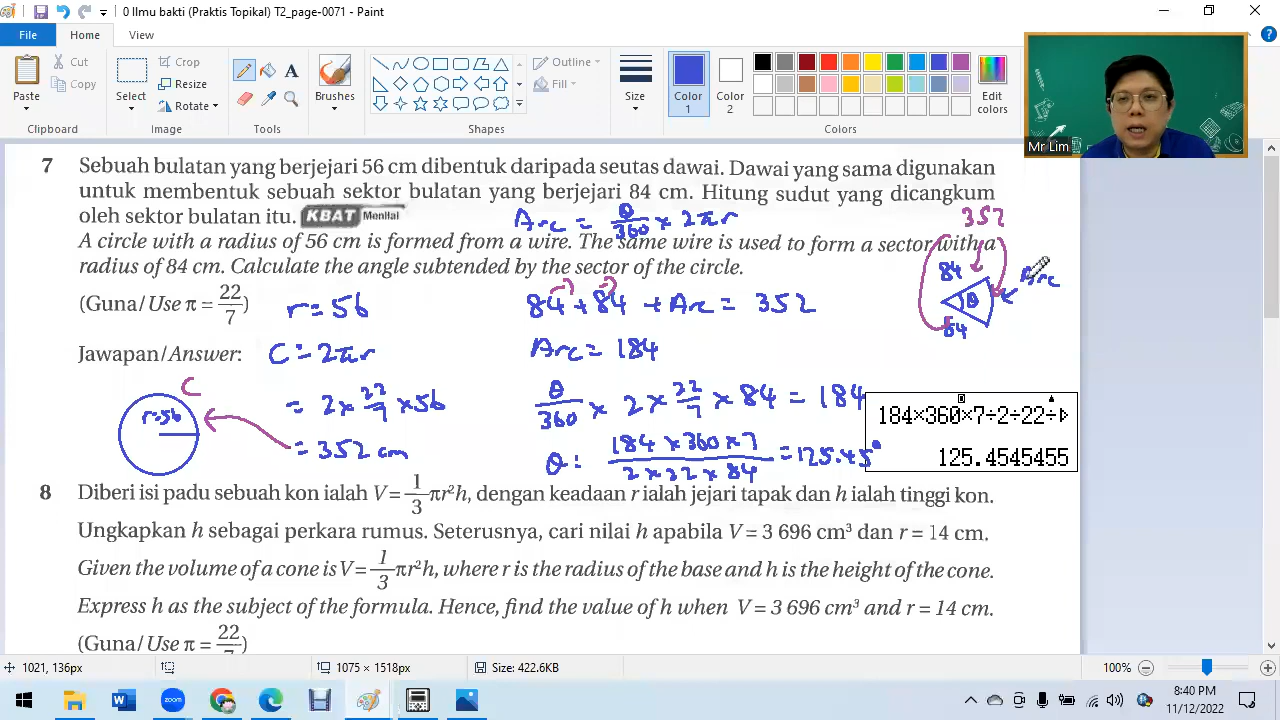 0 Ilmu bakti (Praktis Topikal) T2_page-0071 - Paint
File Home View
Paste Cut Copy Clipboard
Select Crop Resize Rotate Image
Tools
Brushes
Outline Fill Shapes
Size
Color 1 Color 2 Edit colors Colors
Mr Lim
7 Sebuah bulatan yang berjejari 56 cm dibentuk daripada seutas dawai. Dawai yang sama digunakan
untuk membentuk sebuah sektor bulatan yang berjejari 84 cm. Hitung sudut yang dicangkum
oleh sektor bulatan itu. KBAT Menilai
Arc = θ/360 × 2πr
352
A circle with a radius of 56 cm is formed from a wire. The same wire is used to form a sector with a
radius of 84 cm. Calculate the angle subtended by the sector of the circle.
84 θ 84 Arc
(Guna/Use π = 22/7)
r = 56
84 + 84 + Arc = 352
Jawapan/Answer:
C = 2πr
Arc = 184
C
r=56
= 2 × 22/7 × 56
θ/360 × 2 × 22/7 × 84 = 184
= 352 cm
θ: 184 × 360 × 7 / 2 × 22 × 84 = 125.45°
184×360×7÷2÷22÷
125.4545455
8 Diberi isi padu sebuah kon ialah V = 1/3 πr²h, dengan keadaan r ialah jejari tapak dan h ialah tinggi kon.
Ungkapkan h sebagai perkara rumus. Seterusnya, cari nilai h apabila V = 3 696 cm³ dan r = 14 cm.
Given the volume of a cone is V = 1/3 πr²h, where r is the radius of the base and h is the height of the cone.
Express h as the subject of the formula. Hence, find the value of h when V = 3 696 cm³ and r = 14 cm.
(Guna/Use π = 22/7)
1021, 136px 1075 × 1518px Size: 422.6KB 100%
zoom
8:40 PM
11/12/2022